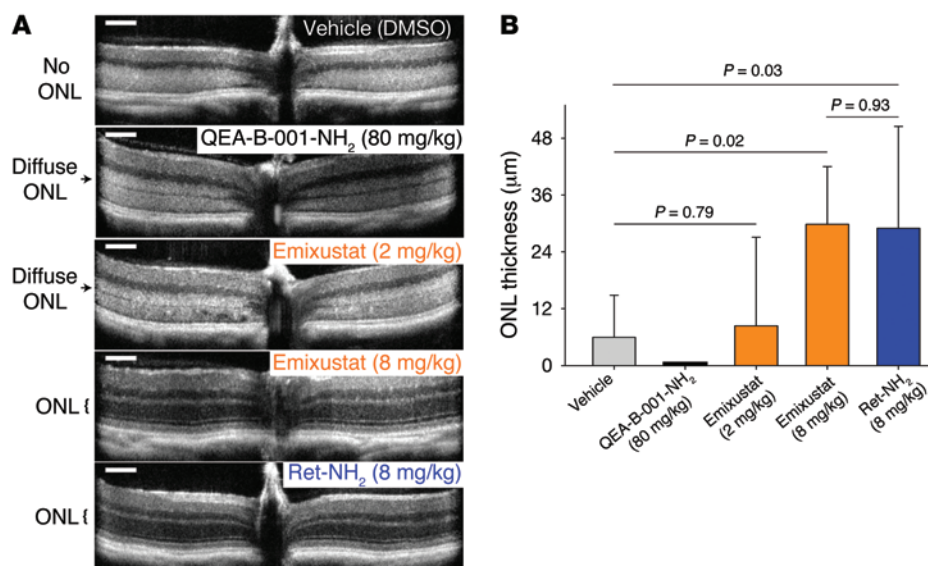 A
Vehicle (DMSO)
No
ONL
QEA-B-001-NH₂ (80 mg/kg)
Diffuse
ONL
Emixustat (2 mg/kg)
Diffuse
ONL
Emixustat (8 mg/kg)
ONL {
Ret-NH₂ (8 mg/kg)
ONL {
B
P = 0.03
P = 0.93
P = 0.02
P = 0.79
ONL thickness (μm)
48
36
24
12
0
Vehicle
QEA-B-001-NH₂
(80 mg/kg)
Emixustat
(2 mg/kg)
Emixustat
(8 mg/kg)
Ret-NH₂
(8 mg/kg)